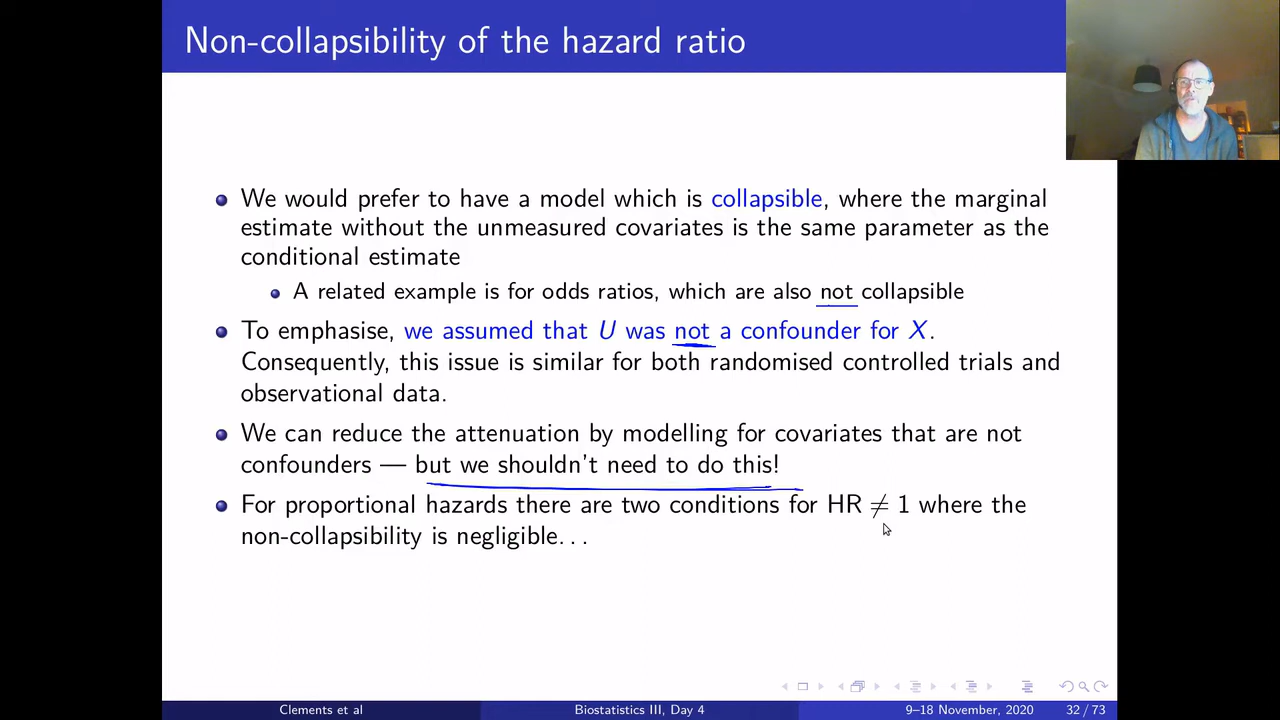 Non-collapsibility of the hazard ratio
We would prefer to have a model which is collapsible, where the marginal
estimate without the unmeasured covariates is the same parameter as the
conditional estimate
A related example is for odds ratios, which are also not collapsible
To emphasise, we assumed that U was not a confounder for X.
Consequently, this issue is similar for both randomised controlled trials and
observational data.
We can reduce the attenuation by modelling for covariates that are not
confounders — but we shouldn't need to do this!
For proportional hazards there are two conditions for HR ≠ 1 where the
non-collapsibility is negligible. . .
Clements et al Biostatistics III, Day 4 9–18 November, 2020 32 / 73